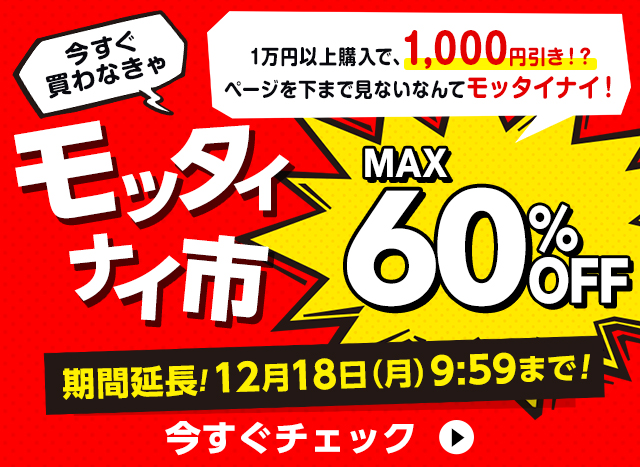 今すぐ
買わなきゃ
1万円以上購入で、1,000円引き!?
ページを下まで見ないなんてモッタイナイ!
モッタイ
ナイ市
MAX
60%OFF
期間延長!12月18日(月)9:59まで!
今すぐチェック